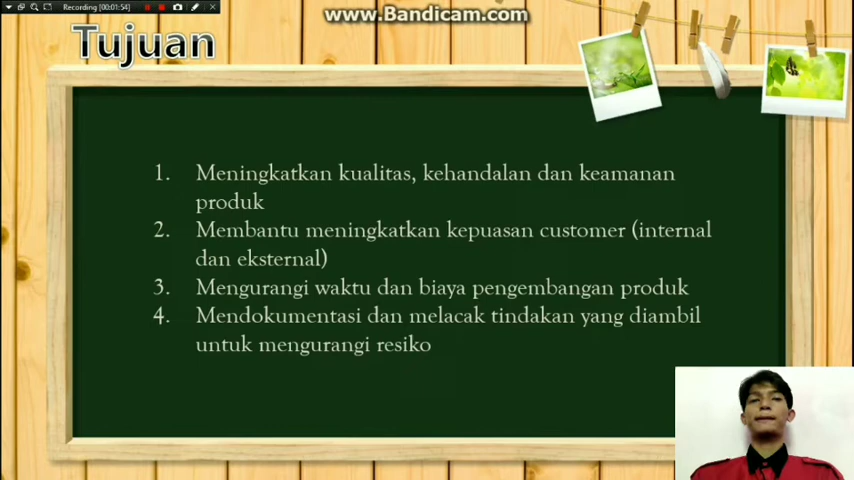 Recording [00:01:54]
www.Bandicam.com
Tujuan
1. Meningkatkan kualitas, kehandalan dan keamanan
produk
2. Membantu meningkatkan kepuasan customer (internal
dan eksternal)
3. Mengurangi waktu dan biaya pengembangan produk
4. Mendokumentasi dan melacak tindakan yang diambil
untuk mengurangi resiko